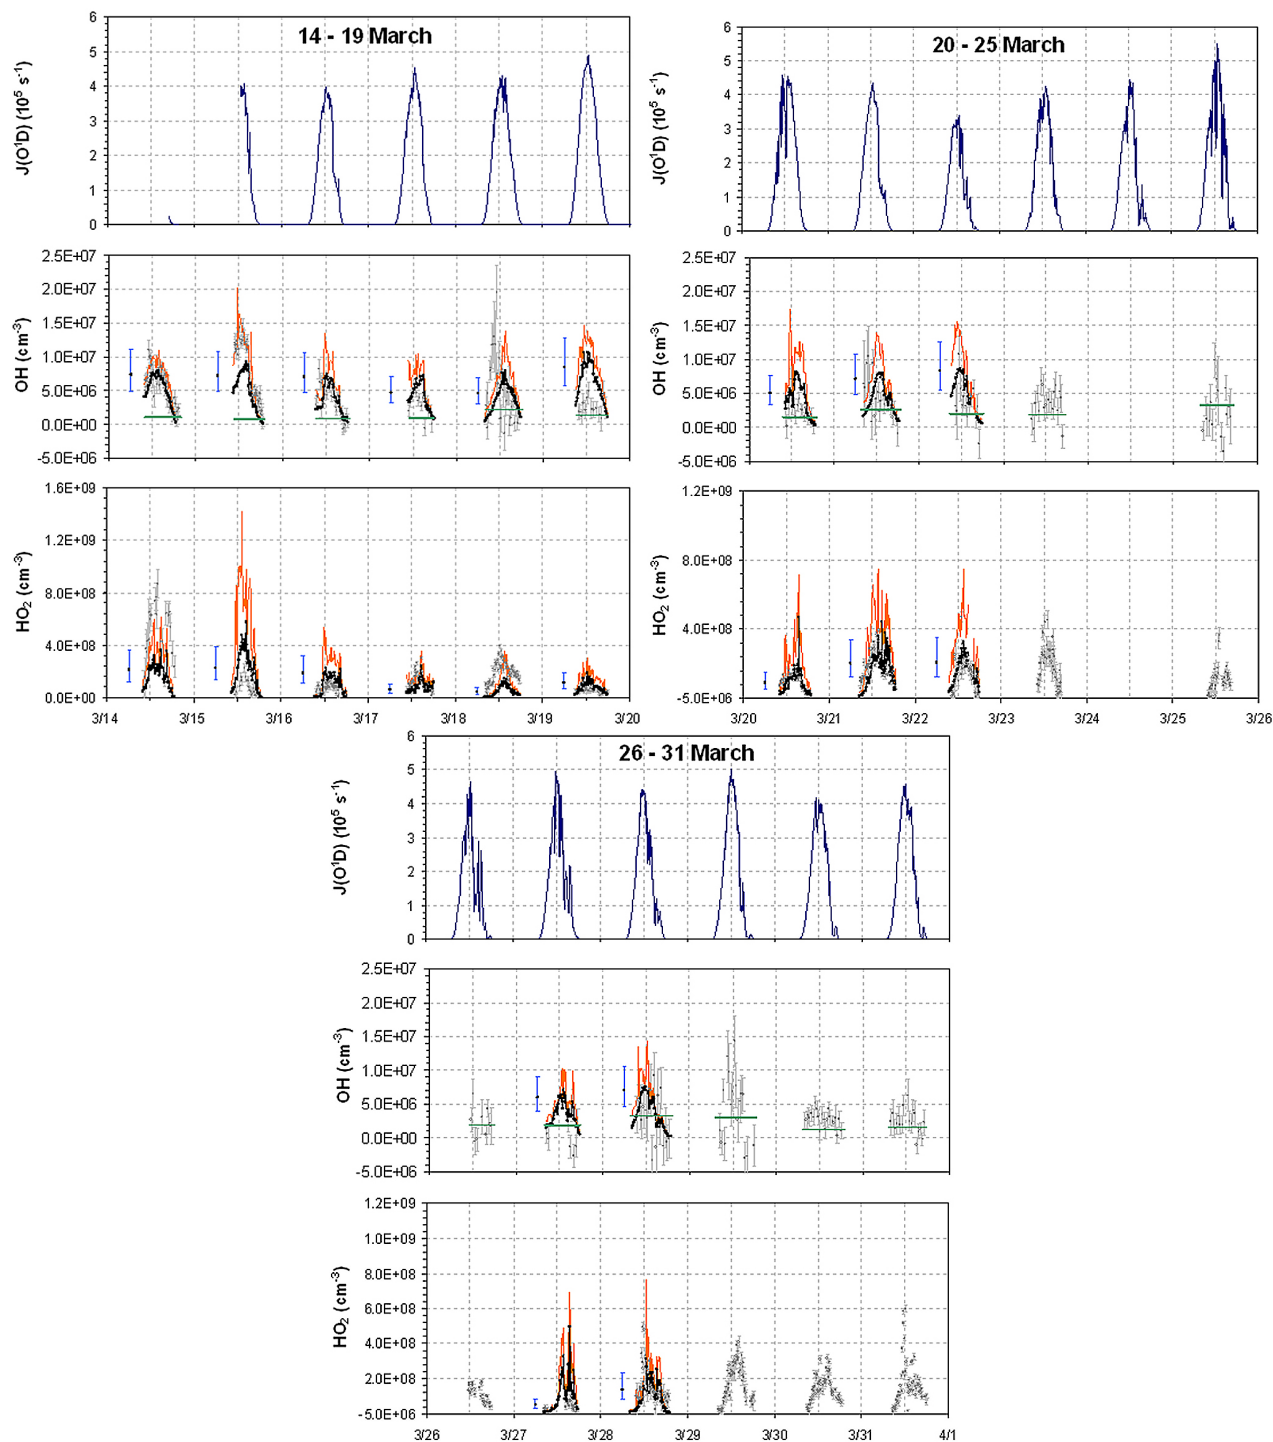 14 - 19 March
J(O¹D) (10⁵ s⁻¹)
6
5
4
3
2
1
0
OH (cm⁻³)
2.5E+07
2.0E+07
1.5E+07
1.0E+07
5.0E+06
0.0E+00
-5.0E+06
HO₂ (cm⁻³)
1.6E+09
1.2E+09
8.0E+08
4.0E+08
0.0E+00
3/14 3/15 3/16 3/17 3/18 3/19 3/20
20 - 25 March
J(O¹D) (10⁵ s⁻¹)
6
5
4
3
2
1
0
OH (cm⁻³)
2.5E+07
2.0E+07
1.5E+07
1.0E+07
5.0E+06
0.0E+00
-5.0E+06
HO₂ (cm⁻³)
1.2E+09
8.0E+08
4.0E+08
-5.0E+06
3/20 3/21 3/22 3/23 3/24 3/25 3/26
26 - 31 March
J(O¹D) (10⁵ s⁻¹)
6
5
4
3
2
1
0
OH (cm⁻³)
2.5E+07
2.0E+07
1.5E+07
1.0E+07
5.0E+06
0.0E+00
-5.0E+06
HO₂ (cm⁻³)
1.2E+09
1.0E+09
8.0E+08
6.0E+08
4.0E+08
2.0E+08
-5.0E+06
3/26 3/27 3/28 3/29 3/30 3/31 4/1